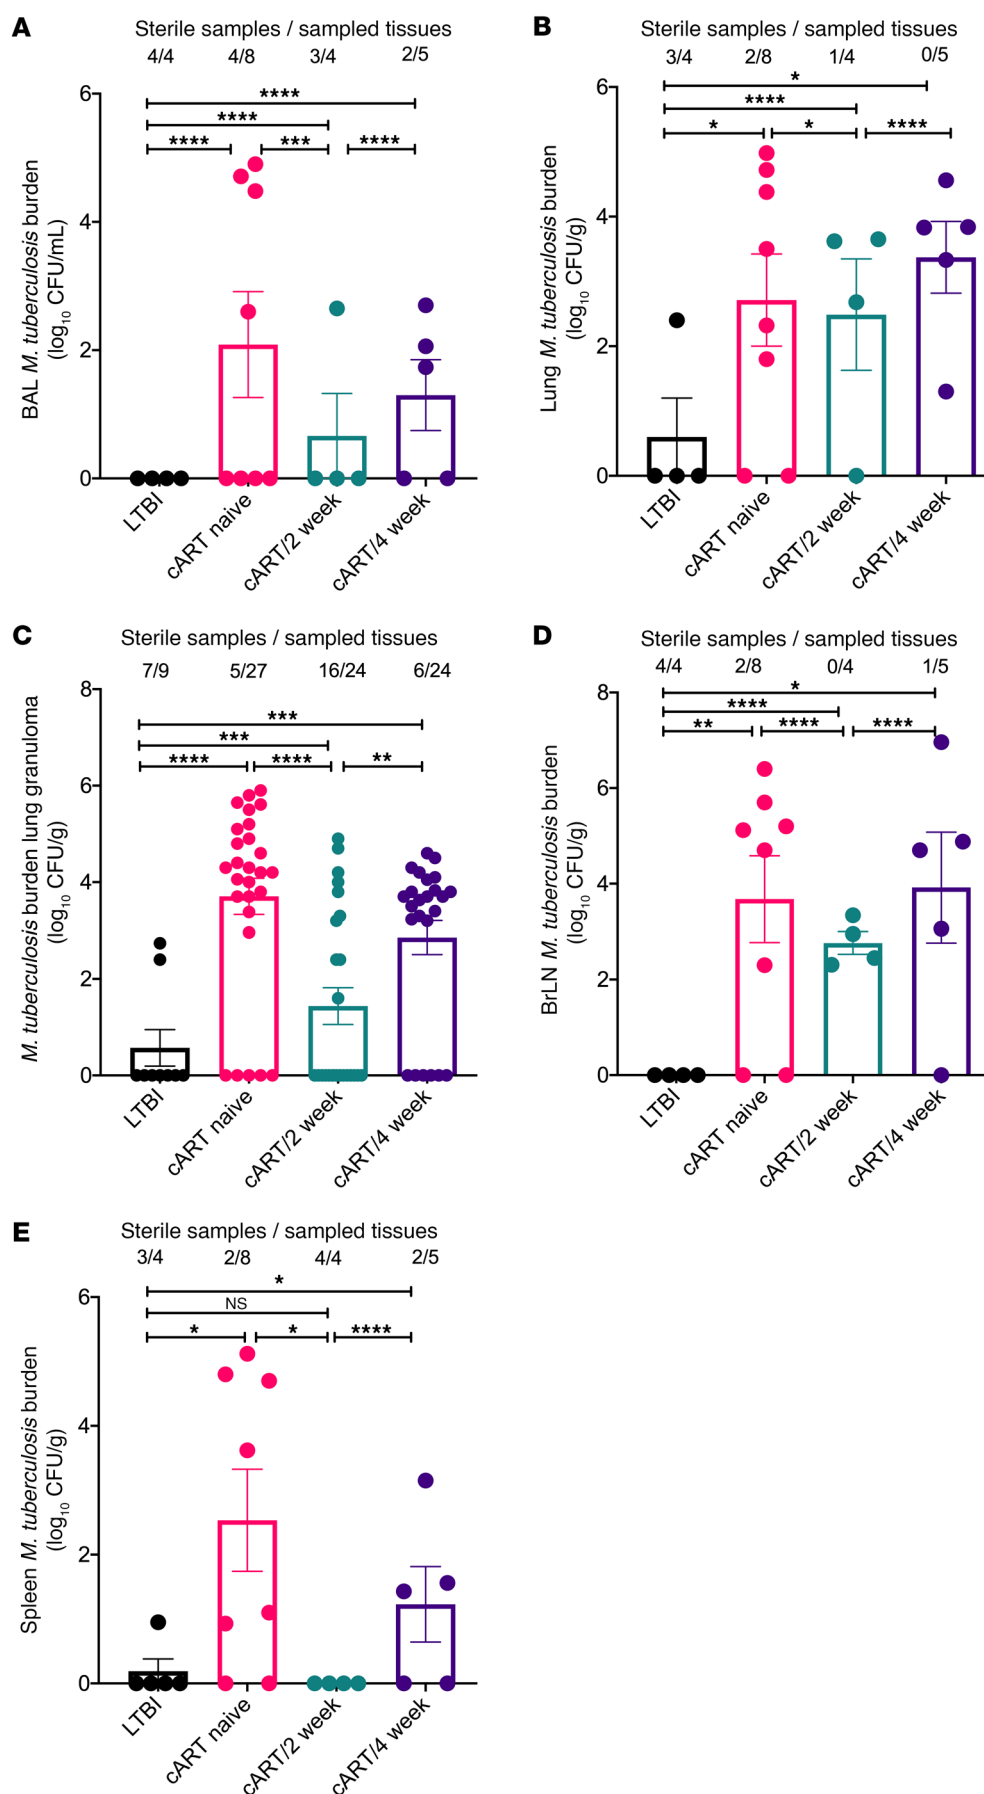 A
Sterile samples / sampled tissues
4/4 4/8 3/4 2/5
****
****
**** *** ****
BAL M. tuberculosis burden
(log10 CFU/mL)
6
4
2
0
LTBI
cART naive
cART/2 week
cART/4 week
B
Sterile samples / sampled tissues
3/4 2/8 1/4 0/5
*
****
* * ****
Lung M. tuberculosis burden
(log10 CFU/g)
6
4
2
0
LTBI
cART naive
cART/2 week
cART/4 week
C
Sterile samples / sampled tissues
7/9 5/27 16/24 6/24
***
***
**** **** **
M. tuberculosis burden lung granuloma
(log10 CFU/g)
8
6
4
2
0
LTBI
cART naive
cART/2 week
cART/4 week
D
Sterile samples / sampled tissues
4/4 2/8 0/4 1/5
*
****
** **** ****
BrLN M. tuberculosis burden
(log10 CFU/g)
8
6
4
2
0
LTBI
cART naive
cART/2 week
cART/4 week
E
Sterile samples / sampled tissues
3/4 2/8 4/4 2/5
*
NS
* * ****
Spleen M. tuberculosis burden
(log10 CFU/g)
6
4
2
0
LTBI
cART naive
cART/2 week
cART/4 week